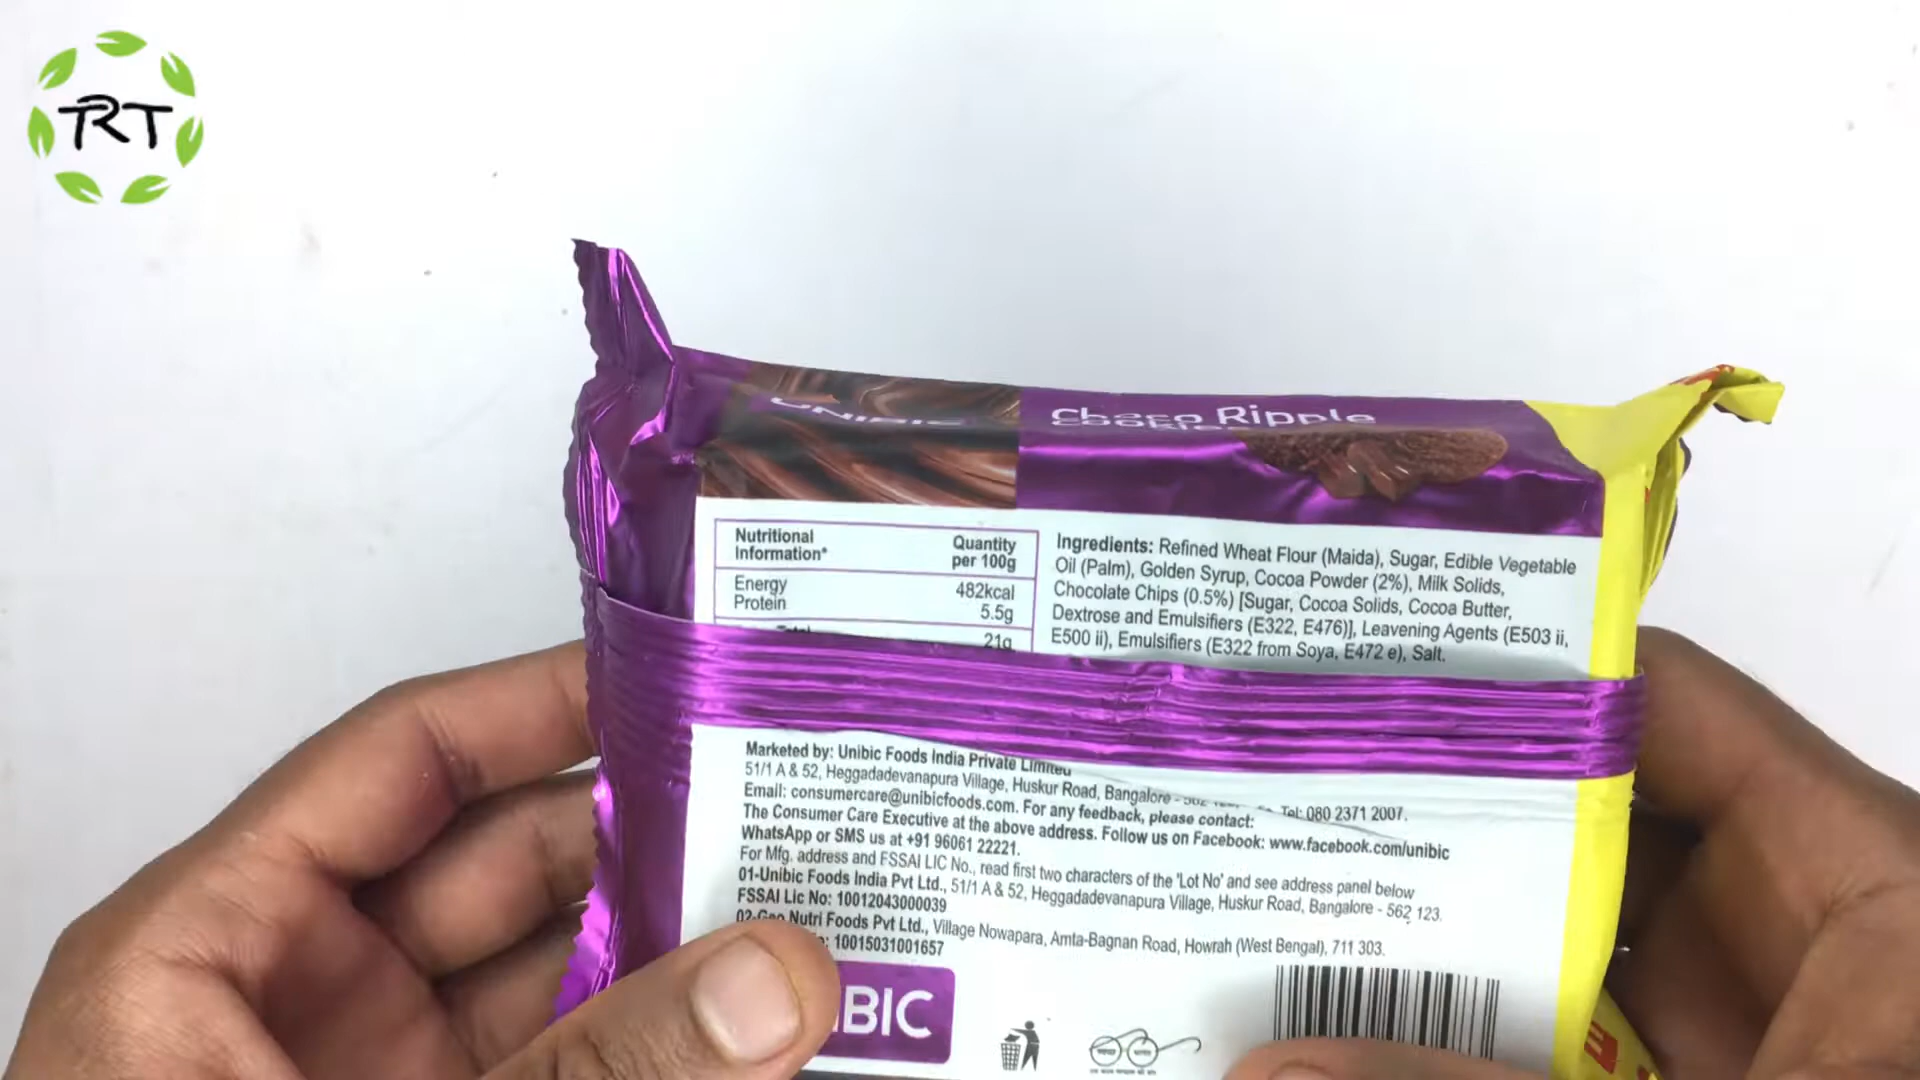 TRT
UNIBIC
Choco Ripple
Cookies
Nutritional
Information*
Quantity
per 100g
Energy 482kcal
Protein 5.5g
Total 21g
Ingredients: Refined Wheat Flour (Maida), Sugar, Edible Vegetable
Oil (Palm), Golden Syrup, Cocoa Powder (2%), Milk Solids,
Chocolate Chips (0.5%) [Sugar, Cocoa Solids, Cocoa Butter,
Dextrose and Emulsifiers (E322, E476)], Leavening Agents (E503 ii,
E500 ii), Emulsifiers (E322 from Soya, E472 e), Salt.
Marketed by: Unibic Foods India Private Limited
51/1 A & 52, Heggadadevanapura Village, Huskur Road, Bangalore - Tel: 080 2371 2007.
Email: consumercare@unibicfoods.com. For any feedback, please contact:
The Consumer Care Executive at the above address. Follow us on Facebook: www.facebook.com/unibic
WhatsApp or SMS us at +91 96061 22221.
For Mfg. address and FSSAI LIC No., read first two characters of the 'Lot No' and see address panel below
01-Unibic Foods India Pvt Ltd., 51/1 A & 52, Heggadadevanapura Village, Huskur Road, Bangalore - 562 123.
FSSAI Lic No: 10012043000039
02-Geo Nutri Foods Pvt Ltd., Village Nowapara, Amta-Bagnan Road, Howrah (West Bengal), 711 303.
: 10015031001657
IBIC